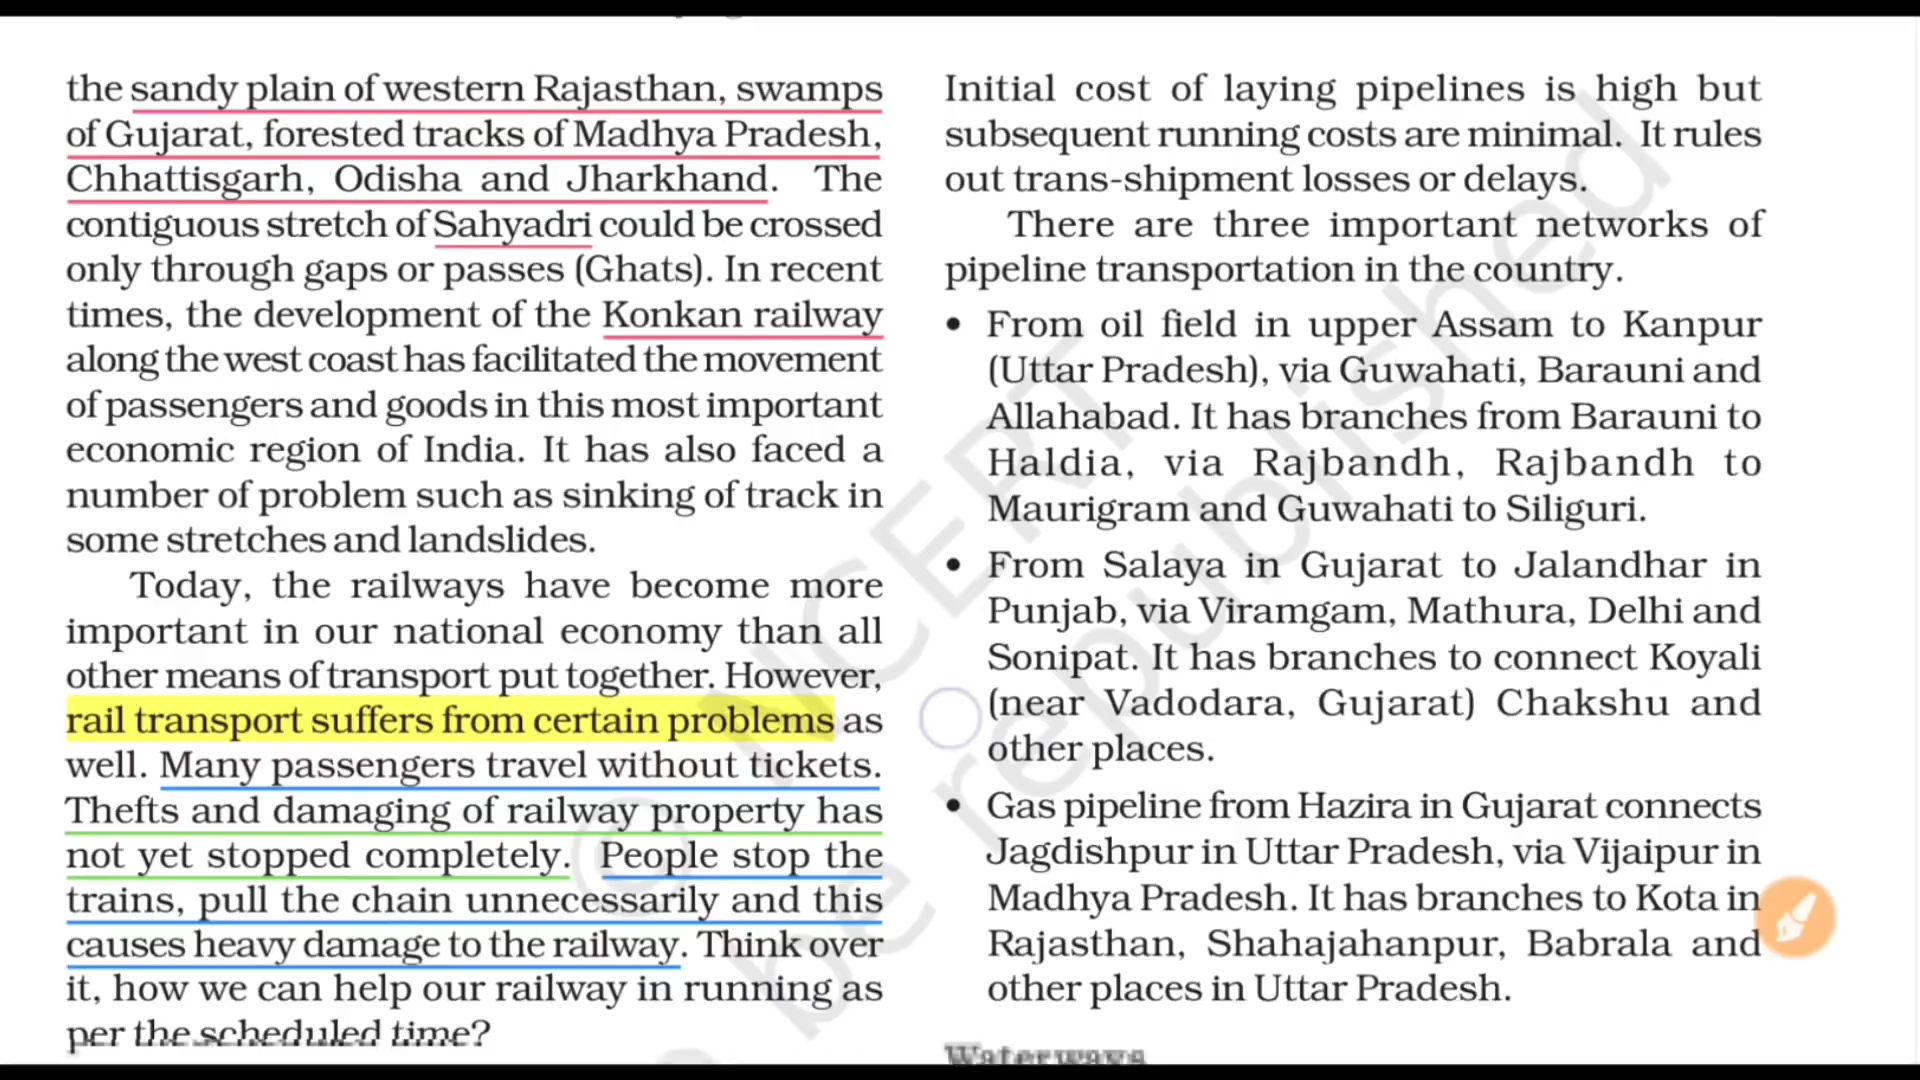 the sandy plain of western Rajasthan, swamps
of Gujarat, forested tracks of Madhya Pradesh,
Chhattisgarh, Odisha and Jharkhand. The
contiguous stretch of Sahyadri could be crossed
only through gaps or passes (Ghats). In recent
times, the development of the Konkan railway
along the west coast has facilitated the movement
of passengers and goods in this most important
economic region of India. It has also faced a
number of problem such as sinking of track in
some stretches and landslides.
Today, the railways have become more
important in our national economy than all
other means of transport put together. However,
rail transport suffers from certain problems as
well. Many passengers travel without tickets.
Thefts and damaging of railway property has
not yet stopped completely. People stop the
trains, pull the chain unnecessarily and this
causes heavy damage to the railway. Think over
it, how we can help our railway in running as
per the scheduled time?
Initial cost of laying pipelines is high but
subsequent running costs are minimal. It rules
out trans-shipment losses or delays.
There are three important networks of
pipeline transportation in the country.
• From oil field in upper Assam to Kanpur
(Uttar Pradesh), via Guwahati, Barauni and
Allahabad. It has branches from Barauni to
Haldia, via Rajbandh, Rajbandh to
Maurigram and Guwahati to Siliguri.
• From Salaya in Gujarat to Jalandhar in
Punjab, via Viramgam, Mathura, Delhi and
Sonipat. It has branches to connect Koyali
(near Vadodara, Gujarat) Chakshu and
other places.
• Gas pipeline from Hazira in Gujarat connects
Jagdishpur in Uttar Pradesh, via Vijaipur in
Madhya Pradesh. It has branches to Kota in
Rajasthan, Shahajahanpur, Babrala and
other places in Uttar Pradesh.
Waterways
© NCERT
be republished